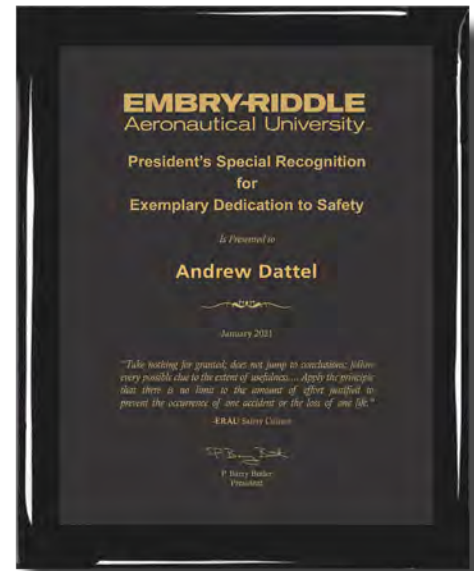 EMBRY-RIDDLE
Aeronautical University
President's Special Recognition
for
Exemplary Dedication to Safety
Is Presented to
Andrew Dattel
January 2021
"Take nothing for granted; does not jump to conclusions; follow
every possible clue to the extent of usefulness.... Apply the principle
that there is no limit to the amount of effort justified to
prevent the occurrence of one accident or the loss of one life."
-ERAU Safety Culture
P. Barry Butler
President